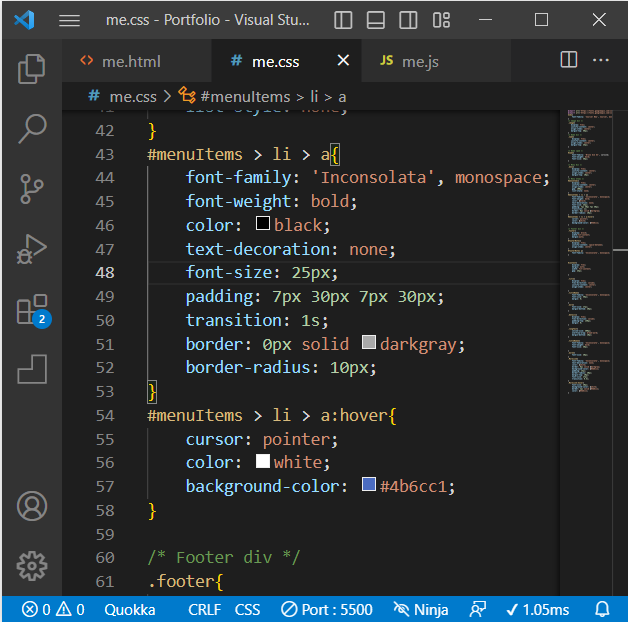 me.css - Portfolio - Visual Stu...
me.html
# me.css
JS me.js
# me.css > #menuItems > li > a
41 list-style: none;
42 }
43 #menuItems > li > a{
44 font-family: 'Inconsolata', monospace;
45 font-weight: bold;
46 color: black;
47 text-decoration: none;
48 font-size: 25px;
49 padding: 7px 30px 7px 30px;
50 transition: 1s;
51 border: 0px solid darkgray;
52 border-radius: 10px;
53 }
54 #menuItems > li > a:hover{
55 cursor: pointer;
56 color: white;
57 background-color: #4b6cc1;
58 }
59
60 /* Footer div */
61 .footer{
2
0 0 Quokka CRLF CSS Port : 5500 Ninja 1.05ms